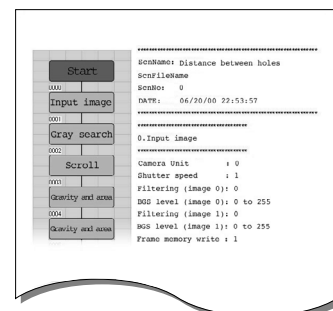 Start
0000
Input image
0001
Gray search
0002
Scroll
0003
Gravity and area
0004
Gravity and area
****************************************************************
ScnName: Distance between holes
ScnFileName
ScnNo: 0
DATE: 06/20/00 22:53:57
****************************************************************
***************************************
0.Input image
***************************************
Camera Unit : 0
Shutter speed : 1
Filtering (image 0): 0
BGS level (image 0): 0 to 255
Filtering (image 1): 0
BGS level (image 1): 0 to 255
Frame memory write : 1